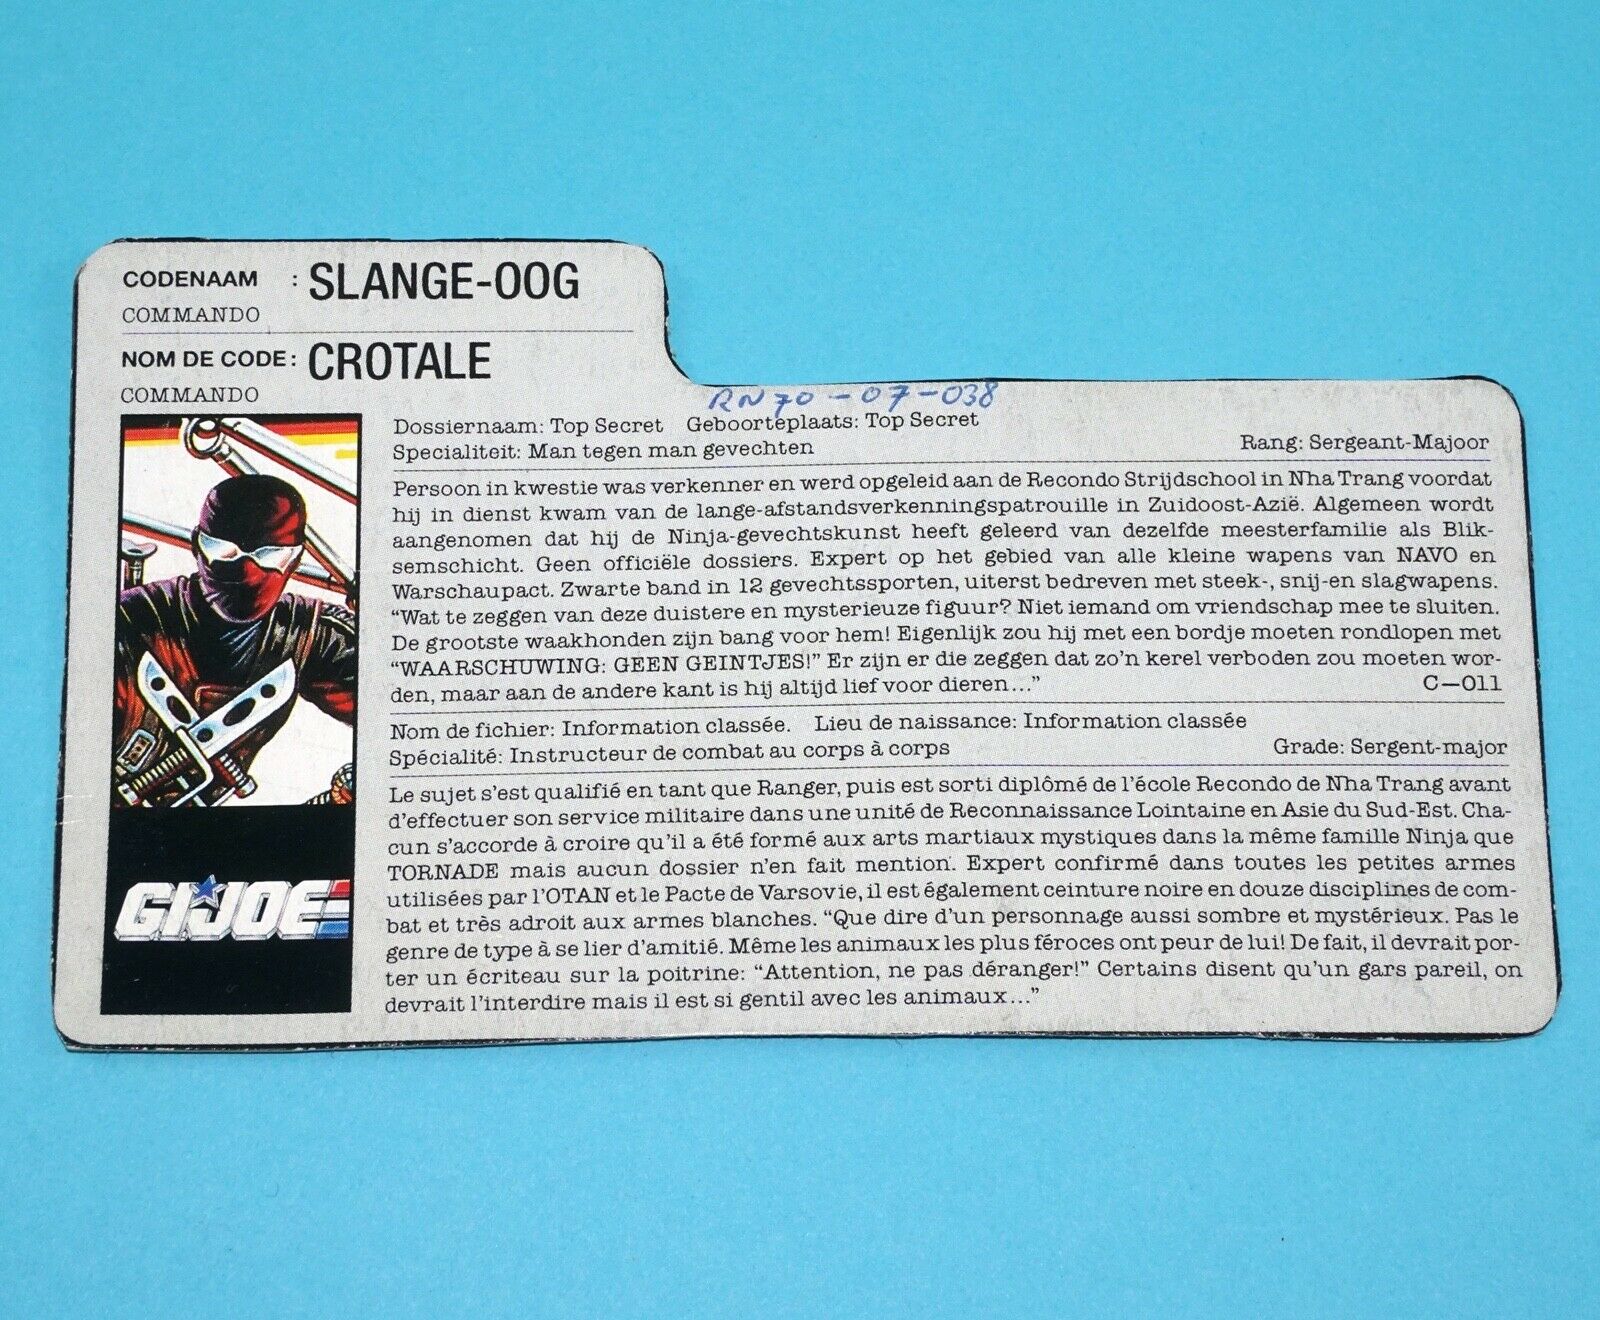 CODENAAM : SLANGE-OOG
COMMANDO
NOM DE CODE: CROTALE
COMMANDO
RN70-07-038
Dossiernaam: Top Secret Geboorteplaats: Top Secret
Specialiteit: Man tegen man gevechten Rang: Sergeant-Majoor
Persoon in kwestie was verkenner en werd opgeleid aan de Recondo Strijdschool in Nha Trang voordat
hij in dienst kwam van de lange-afstandsverkenningspatrouille in Zuidoost-Azië. Algemeen wordt
aangenomen dat hij de Ninja-gevechtskunst heeft geleerd van dezelfde meesterfamilie als Blik-
semschicht. Geen officiële dossiers. Expert op het gebied van alle kleine wapens van NAVO en
Warschaupact. Zwarte band in 12 gevechtssporten, uiterst bedreven met steek-, snij-en slagwapens.
“Wat te zeggen van deze duistere en mysterieuze figuur? Niet iemand om vriendschap mee te sluiten.
De grootste waakhonden zijn bang voor hem! Eigenlijk zou hij met een bordje moeten rondlopen met
“WAARSCHUWING: GEEN GEINTJES!” Er zijn er die zeggen dat zo'n kerel verboden zou moeten wor-
den, maar aan de andere kant is hij altijd lief voor dieren...” C—011
Nom de fichier: Information classée. Lieu de naissance: Information classée
Spécialité: Instructeur de combat au corps à corps Grade: Sergent-major
Le sujet s'est qualifié en tant que Ranger, puis est sorti diplômé de l'école Recondo de Nha Trang avant
d'effectuer son service militaire dans une unité de Reconnaissance Lointaine en Asie du Sud-Est. Cha-
cun s'accorde à croire qu'il a été formé aux arts martiaux mystiques dans la même famille Ninja que
TORNADE mais aucun dossier n'en fait mention. Expert confirmé dans toutes les petites armes
utilisées par l'OTAN et le Pacte de Varsovie, il est également ceinture noire en douze disciplines de com-
bat et très adroit aux armes blanches. “Que dire d'un personnage aussi sombre et mystérieux. Pas le
genre de type à se lier d'amitié. Même les animaux les plus féroces ont peur de lui! De fait, il devrait por-
ter un écriteau sur la poitrine: “Attention, ne pas déranger!” Certains disent qu'un gars pareil, on
devrait l'interdire mais il est si gentil avec les animaux...”
GI JOE